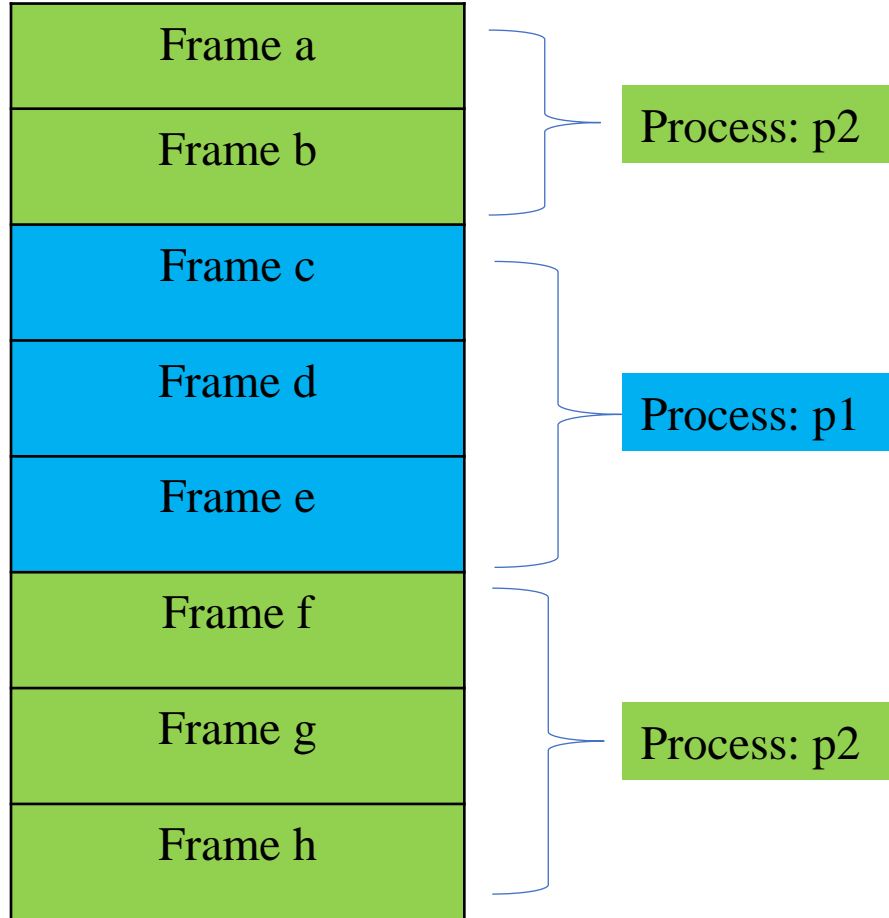 Frame a
Frame b
Process: p2
Frame c
Frame d
Process: p1
Frame e
Frame f
Frame g
Process: p2
Frame h